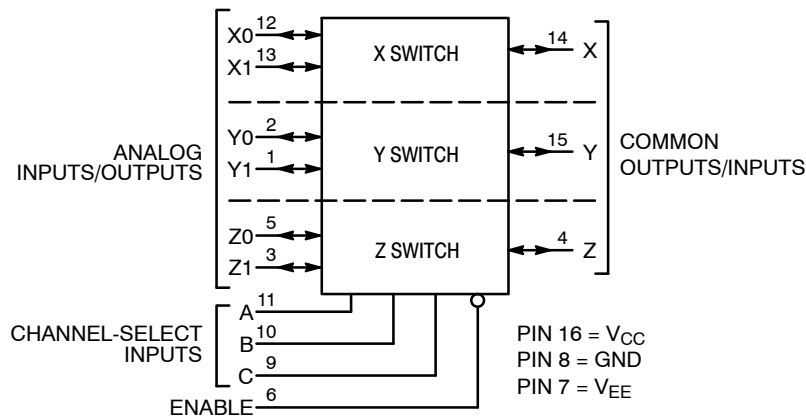 X0 12
X1 13
X SWITCH
14 X
Y0 2
Y1 1
Y SWITCH
15 Y
ANALOG
INPUTS/OUTPUTS
COMMON
OUTPUTS/INPUTS
Z0 5
Z1 3
Z SWITCH
4 Z
CHANNEL-SELECT
INPUTS
A 11
B 10
C 9
ENABLE 6
PIN 16 = VCC
PIN 8 = GND
PIN 7 = VEE